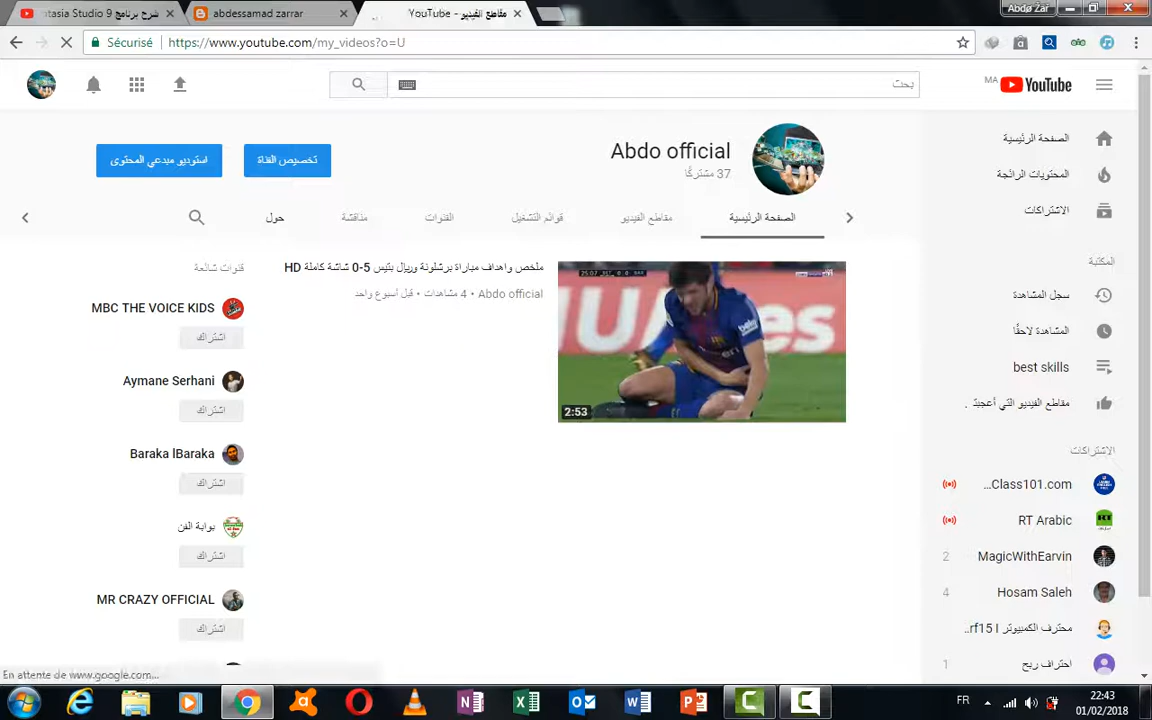 شرح برنامج Camtasia Studio 9
abdessamad zarrar
مقاطع الفيديو - YouTube
Abdø Žar
Sécurisé
https://www.youtube.com/my_videos?o=U
بحث
MA
YouTube
الصفحة الرئيسية
المحتويات الرائجة
الاشتراكات
المكتبة
سجل المشاهدة
المشاهدة لاحقًا
best skills
مقاطع الفيديو التي أعجبتـ .
الاشتراكات
...Class101.com
RT Arabic
MagicWithEarvin
2
Hosam Saleh
4
محترف الكمبيوتر | rf15...
احتراف ربح
1
Abdo official
37 مشتركًا
تخصيص القناة
استوديو مبدعي المحتوى
الصفحة الرئيسية
مقاطع الفيديو
قوائم التشغيل
القنوات
مناقشة
حول
ملخص واهداف مباراة برشلونة وريال بتيس 5-0 شاشة كاملة HD
Abdo official • 4 مشاهدات • قبل أسبوع واحد
beko
2:53
قنوات شائعة
MBC THE VOICE KIDS
اشتراك
Aymane Serhani
اشتراك
Baraka lBaraka
اشتراك
بوابة الفن
اشتراك
MR CRAZY OFFICIAL
اشتراك
En attente de www.google.com...
FR
22:43
01/02/2018